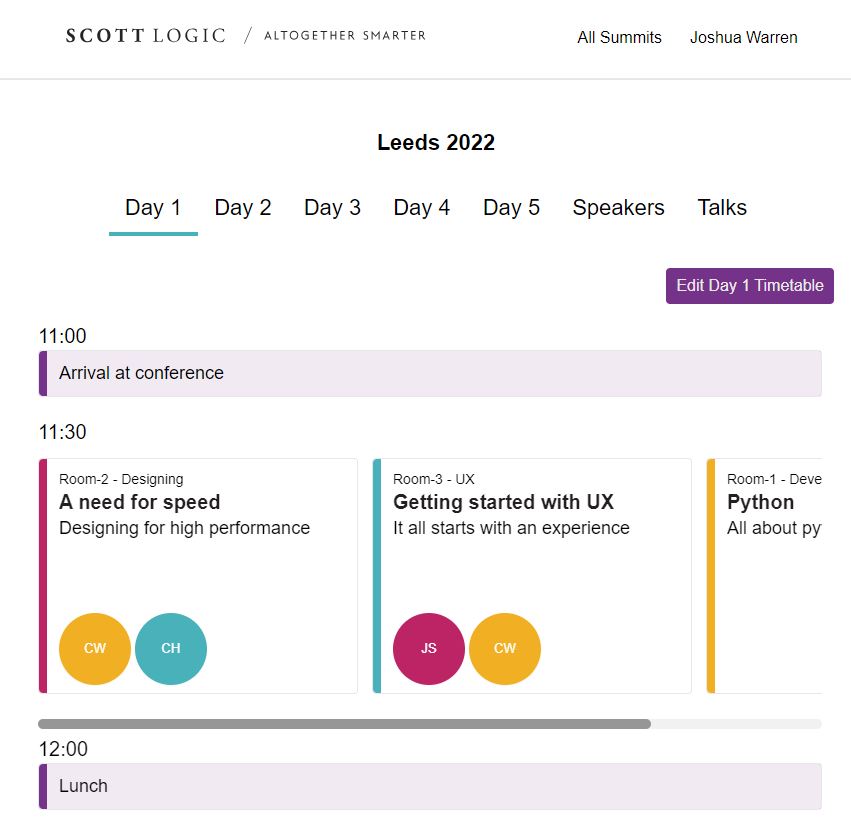 SCOTT LOGIC / ALTOGETHER SMARTER
All Summits Joshua Warren
Leeds 2022
Day 1 Day 2 Day 3 Day 4 Day 5 Speakers Talks
Edit Day 1 Timetable
11:00
Arrival at conference
11:30
Room-2 - Designing
A need for speed
Designing for high performance
CW CH
Room-3 - UX
Getting started with UX
It all starts with an experience
JS CW
Room-1 - Deve
Python
All about py
12:00
Lunch